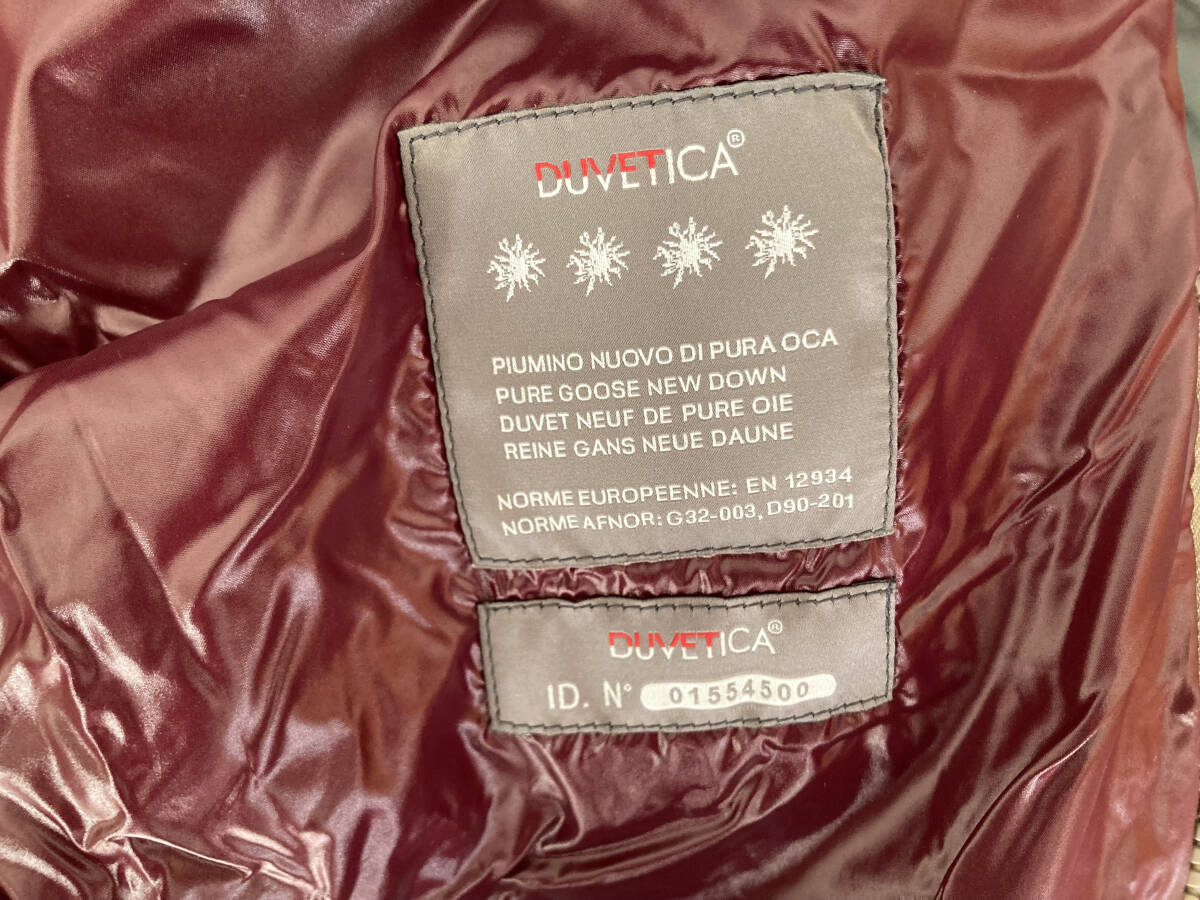 DUVETICA®
PIUMINO NUOVO DI PURA OCA
PURE GOOSE NEW DOWN
DUVET NEUF DE PURE OIE
REINE GANS NEUE DAUNE
NORME EUROPEENNE: EN 12934
NORME AFNOR: G32-003, D90-201
DUVETICA®
ID. N° 01554500